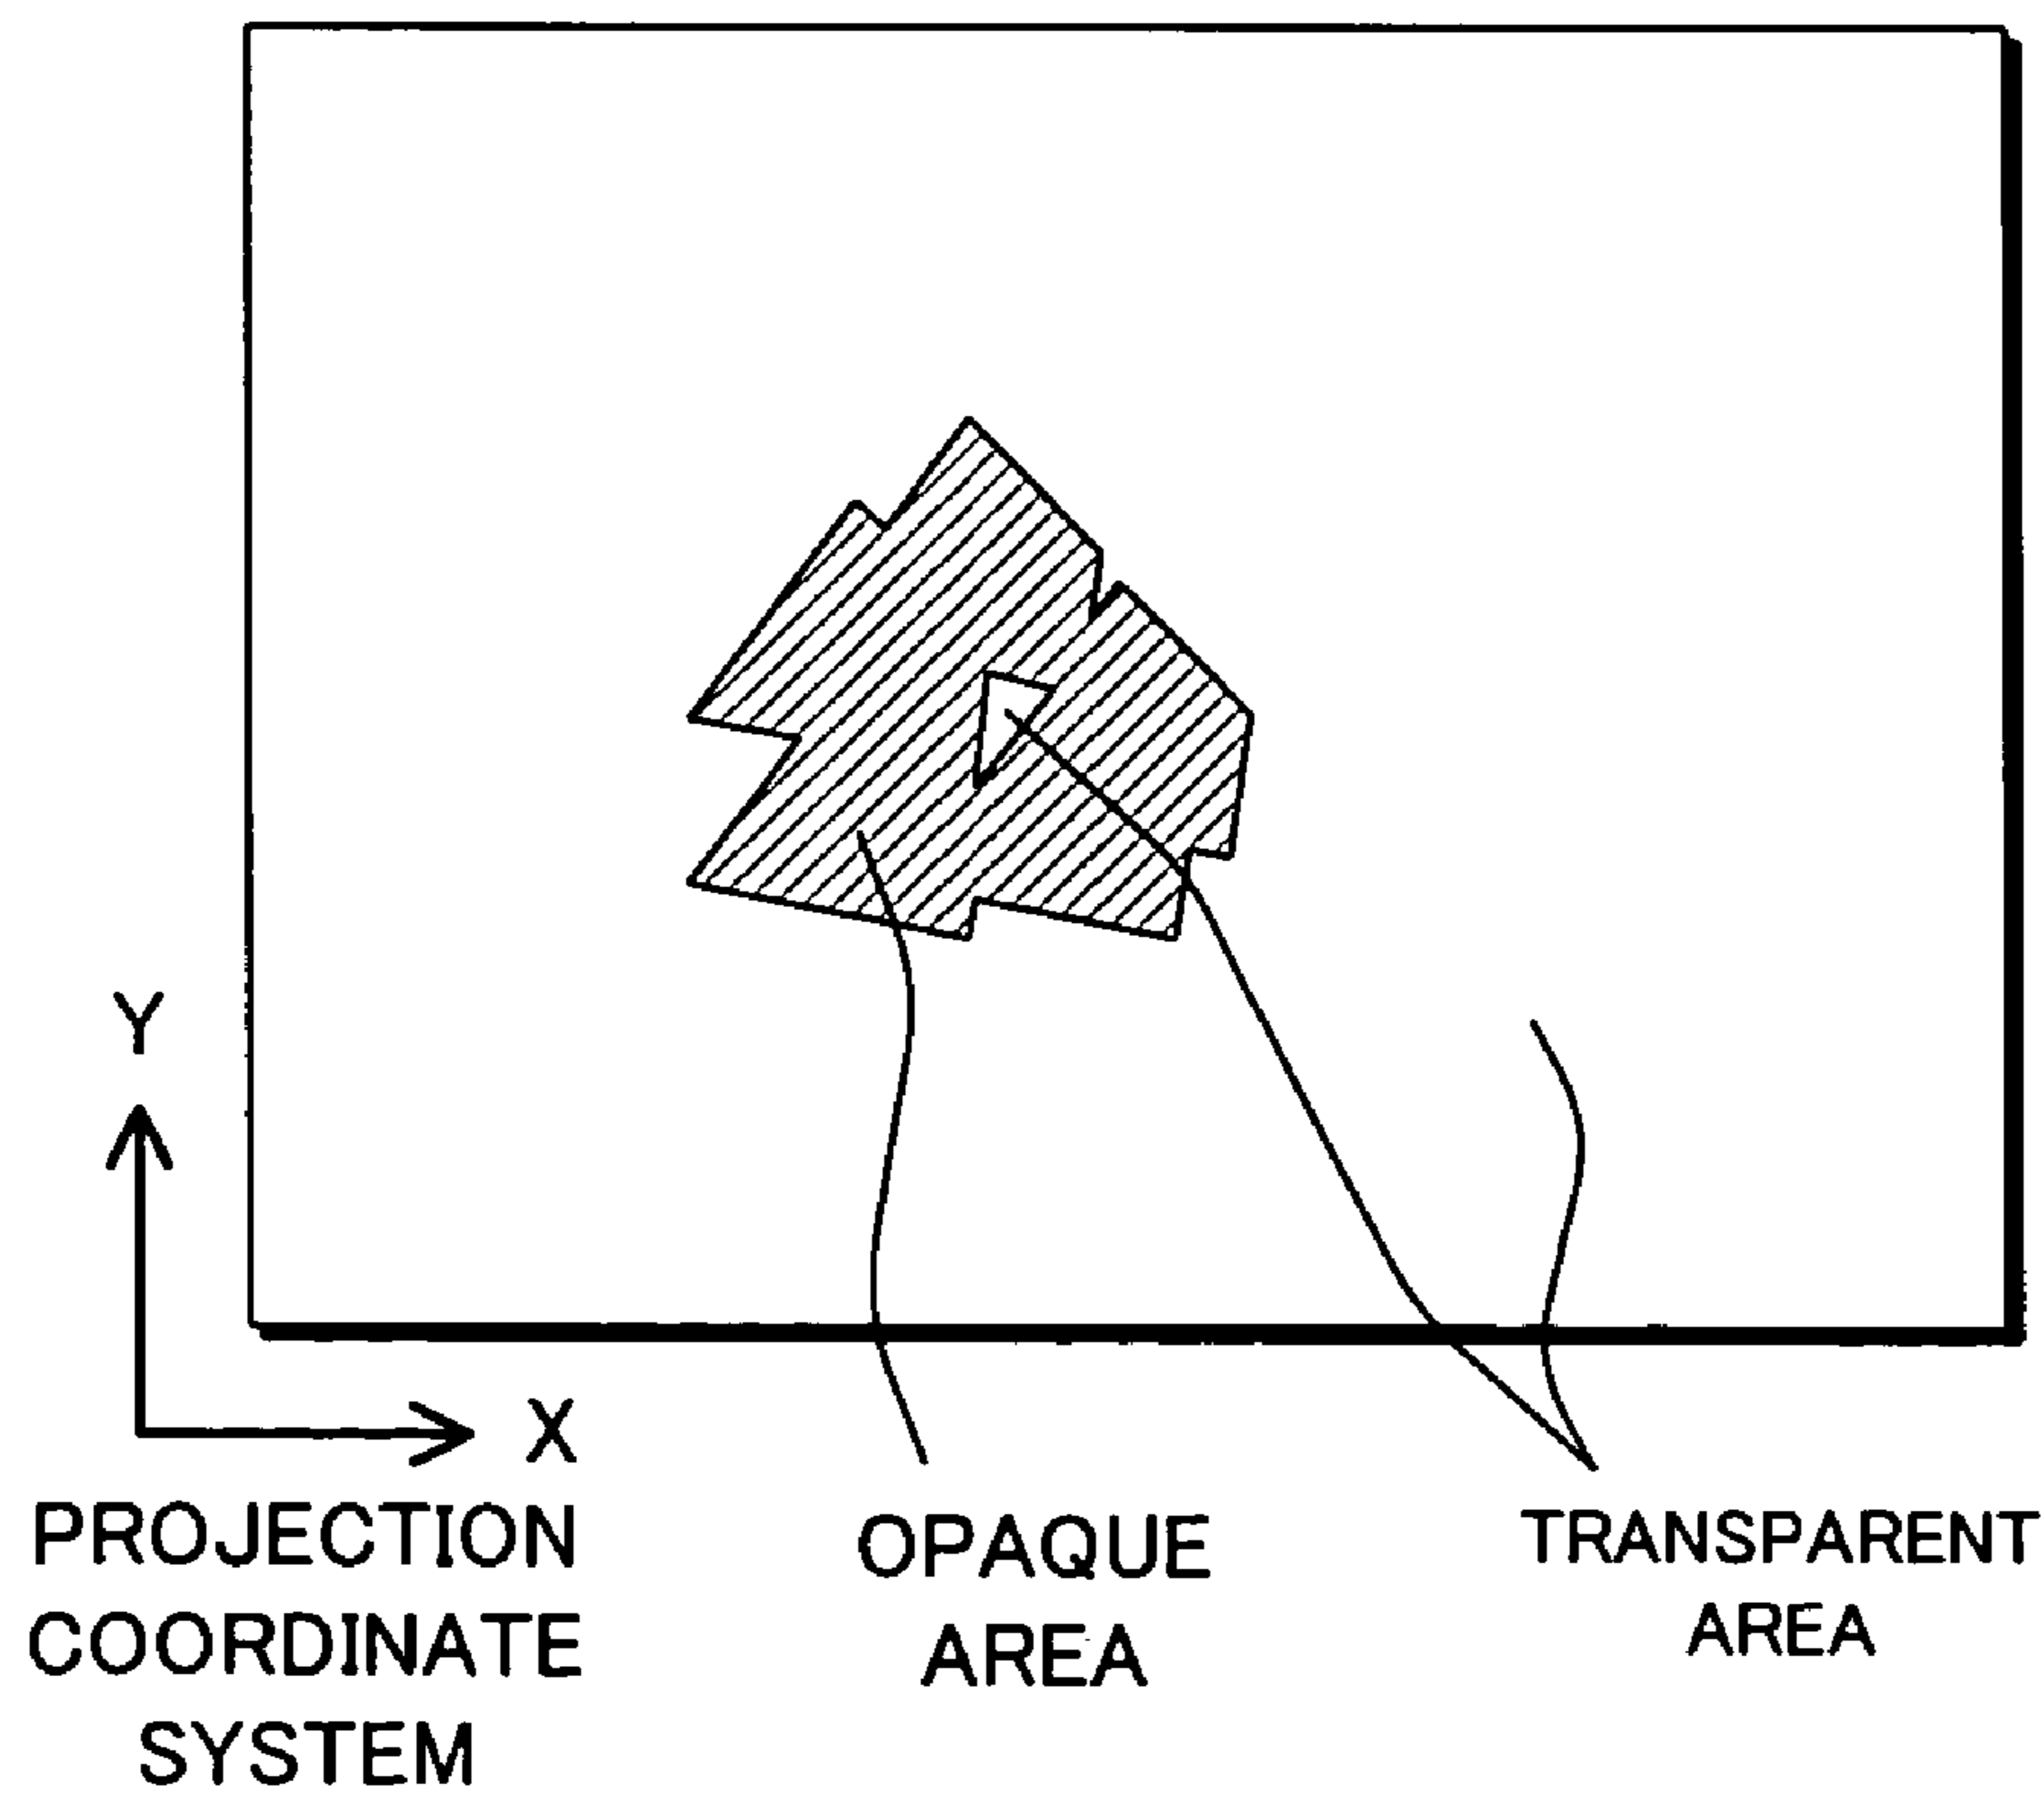 Y
X
PROJECTION
COORDINATE
SYSTEM
OPAQUE
AREA
TRANSPARENT
AREA